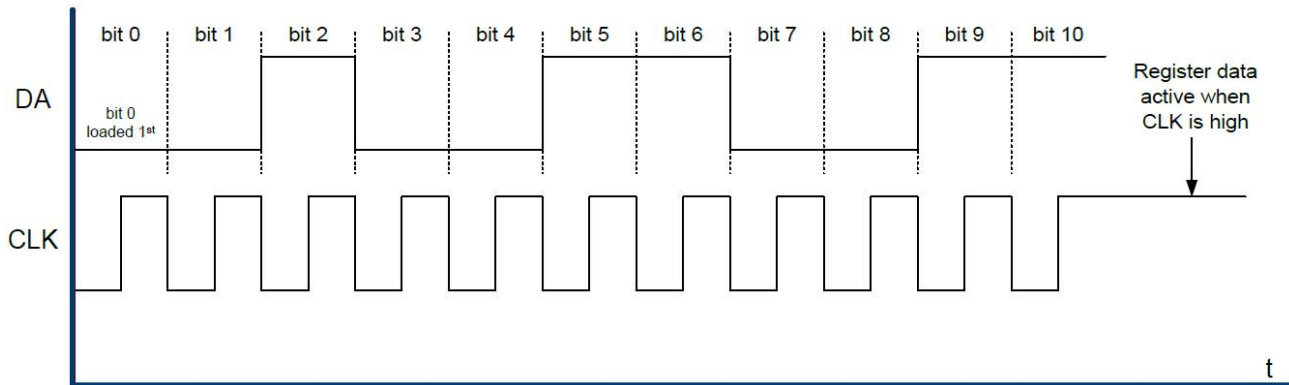 bit 0 bit 1 bit 2 bit 3 bit 4 bit 5 bit 6 bit 7 bit 8 bit 9 bit 10
DA
bit 0
loaded 1st
Register data
active when
CLK is high
CLK
t